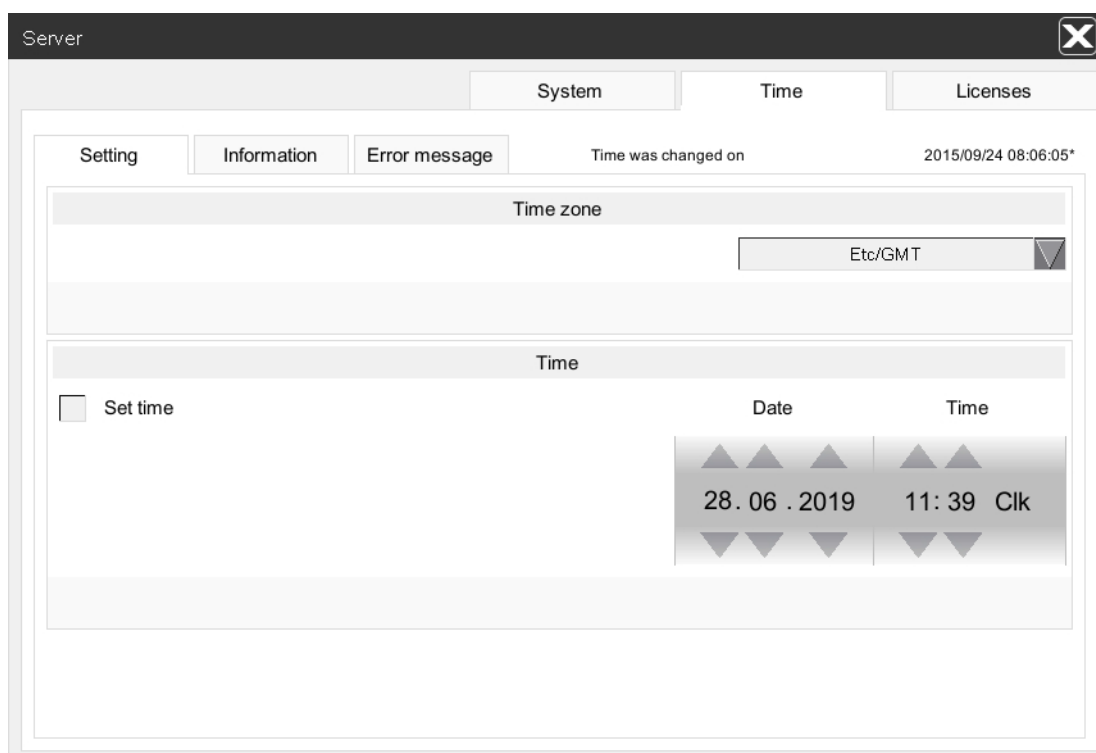 Server
System Time Licenses
Setting Information Error message Time was changed on 2015/09/24 08:06:05*
Time zone
Etc/GMT
Time
Set time Date Time
28. 06 . 2019 11: 39 Clk